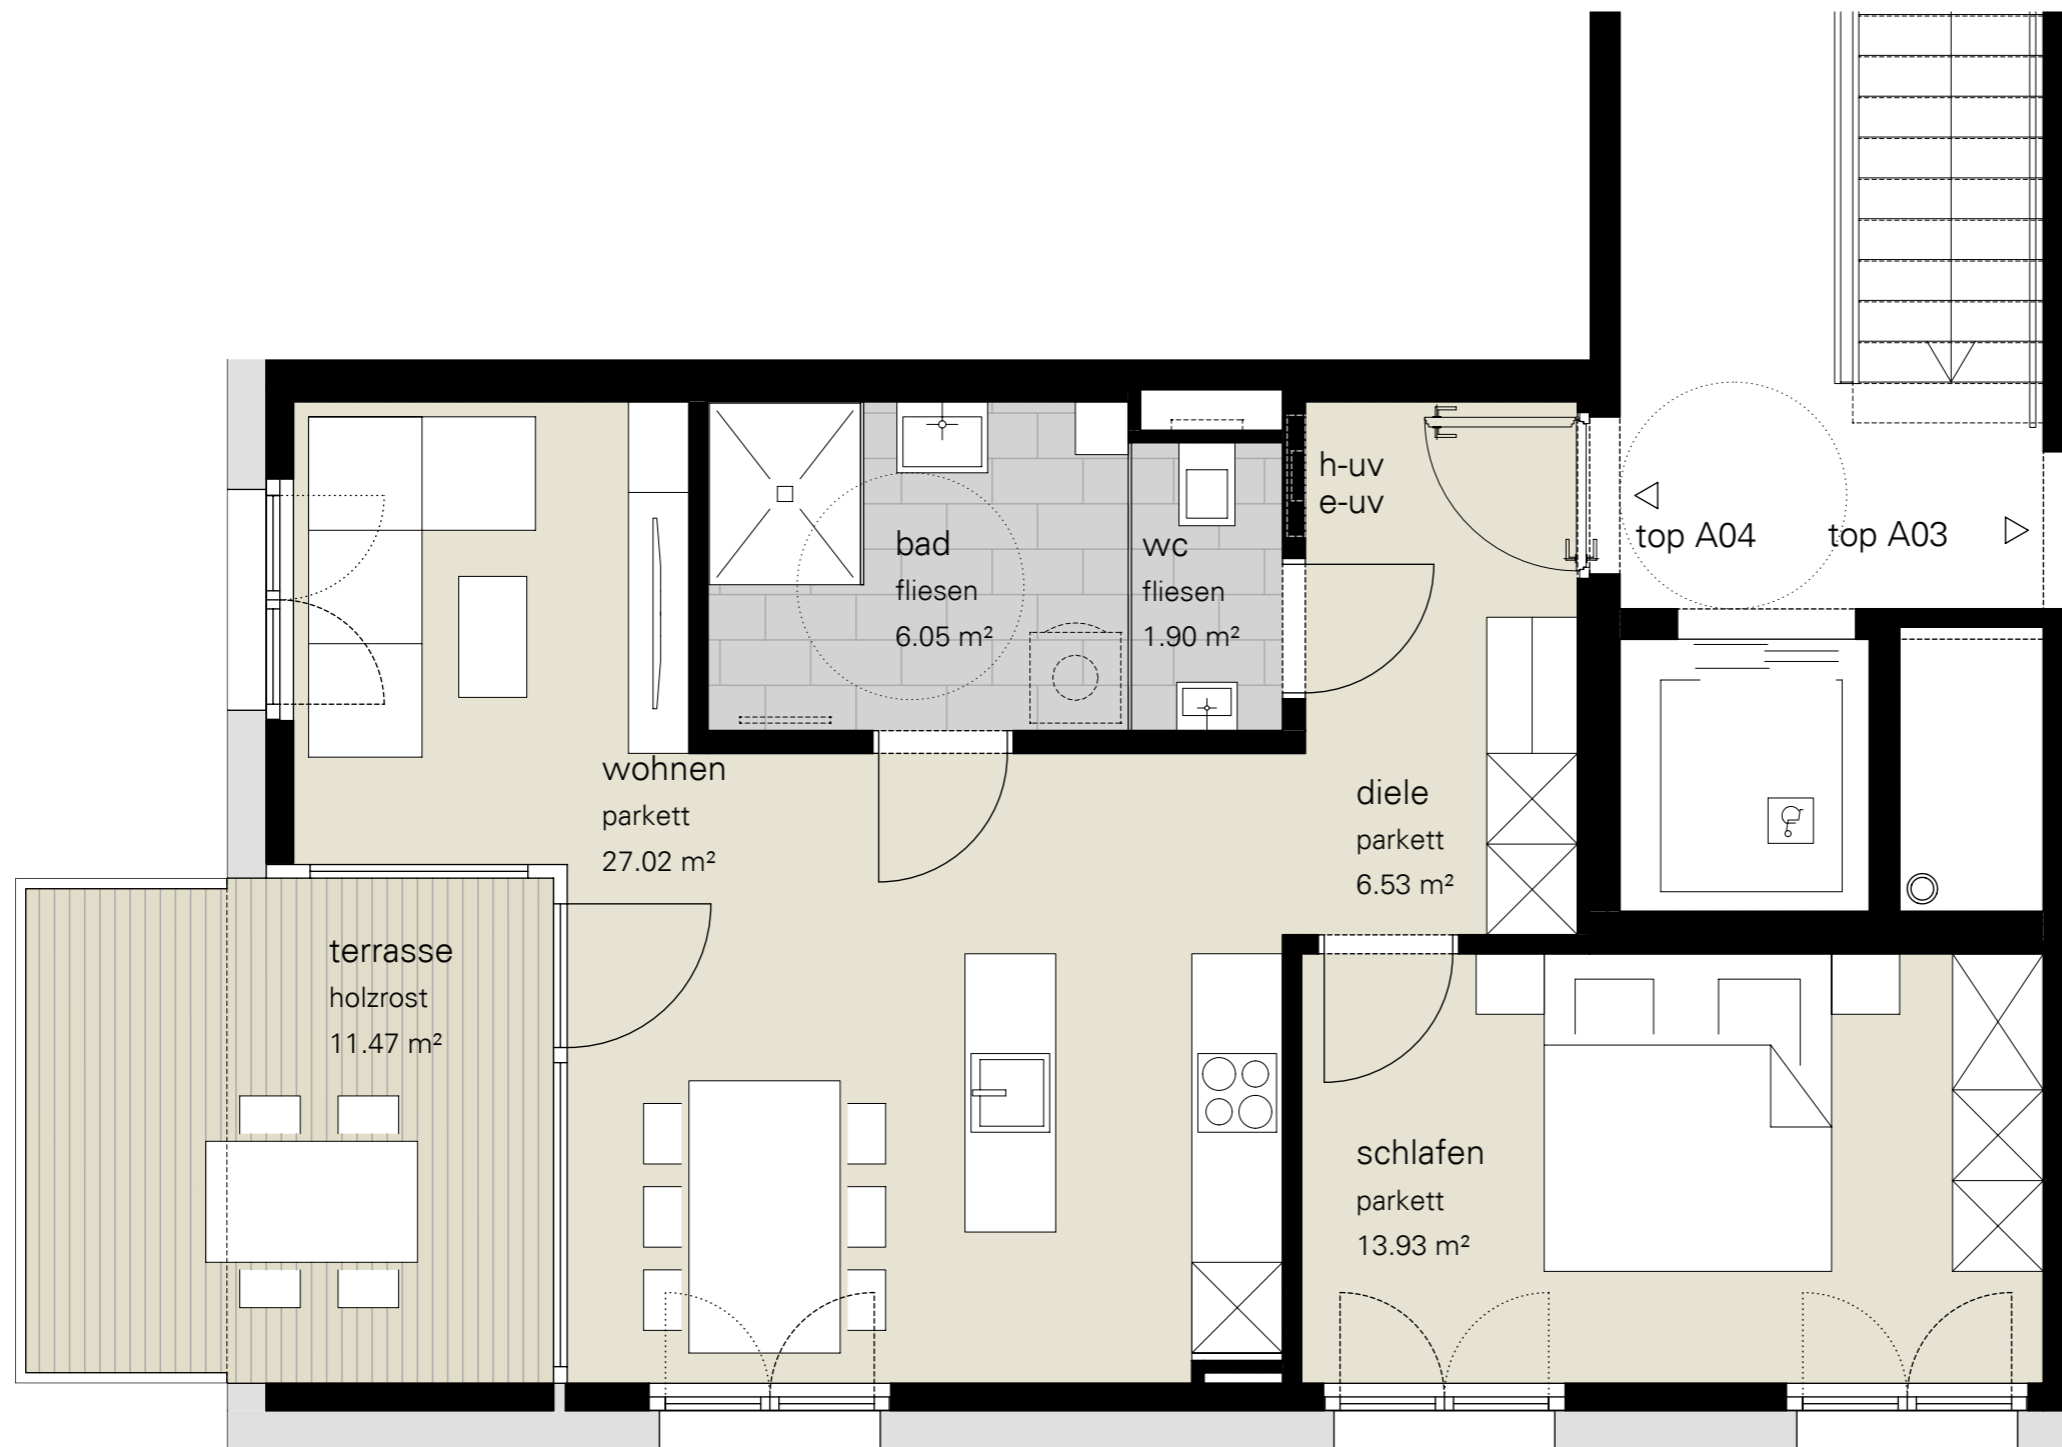 h-uv
e-uv
top A04
top A03
bad
fliesen
6.05 m²
wc
fliesen
1.90 m²
wohnen
parkett
27.02 m²
diele
parkett
6.53 m²
terrasse
holzrost
11.47 m²
schlafen
parkett
13.93 m²